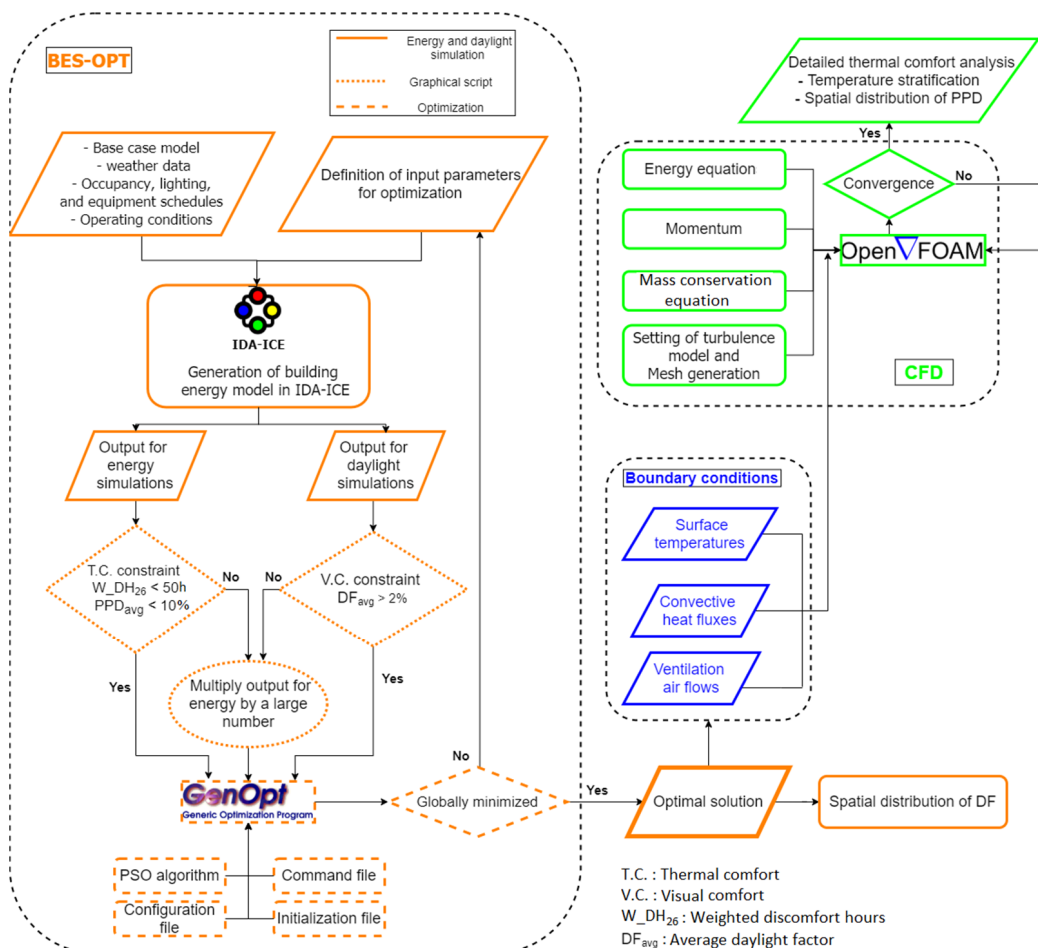 BES-OPT
Energy and daylight
simulation
Graphical script
Optimization
- Base case model
- weather data
- Occupancy, lighting,
and equipment schedules
- Operating conditions
Definition of input parameters
for optimization
IDA-ICE
Generation of building
energy model in IDA-ICE
Output for
energy
simulations
Output for
daylight
simulations
T.C. constraint
W_DH26 < 50h
PPDavg < 10%
No
No
V.C. constraint
DFavg > 2%
Yes
Multiply output for
energy by a large
number
Yes
GenOpt
Generic Optimization Program
No
Globally minimized
Yes
PSO algorithm
Command file
Configuration
file
Initialization file
Detailed thermal comfort analysis
- Temperature stratification
- Spatial distribution of PPD
Yes
Energy equation
Convergence
No
Momentum
Open∇FOAM
Mass conservation
equation
Setting of turbulence
model and
Mesh generation
CFD
Boundary conditions
Surface
temperatures
Convective
heat fluxes
Ventilation
air flows
Optimal solution
Spatial distribution of DF
T.C. : Thermal comfort
V.C. : Visual comfort
W_DH26 : Weighted discomfort hours
DFavg : Average daylight factor